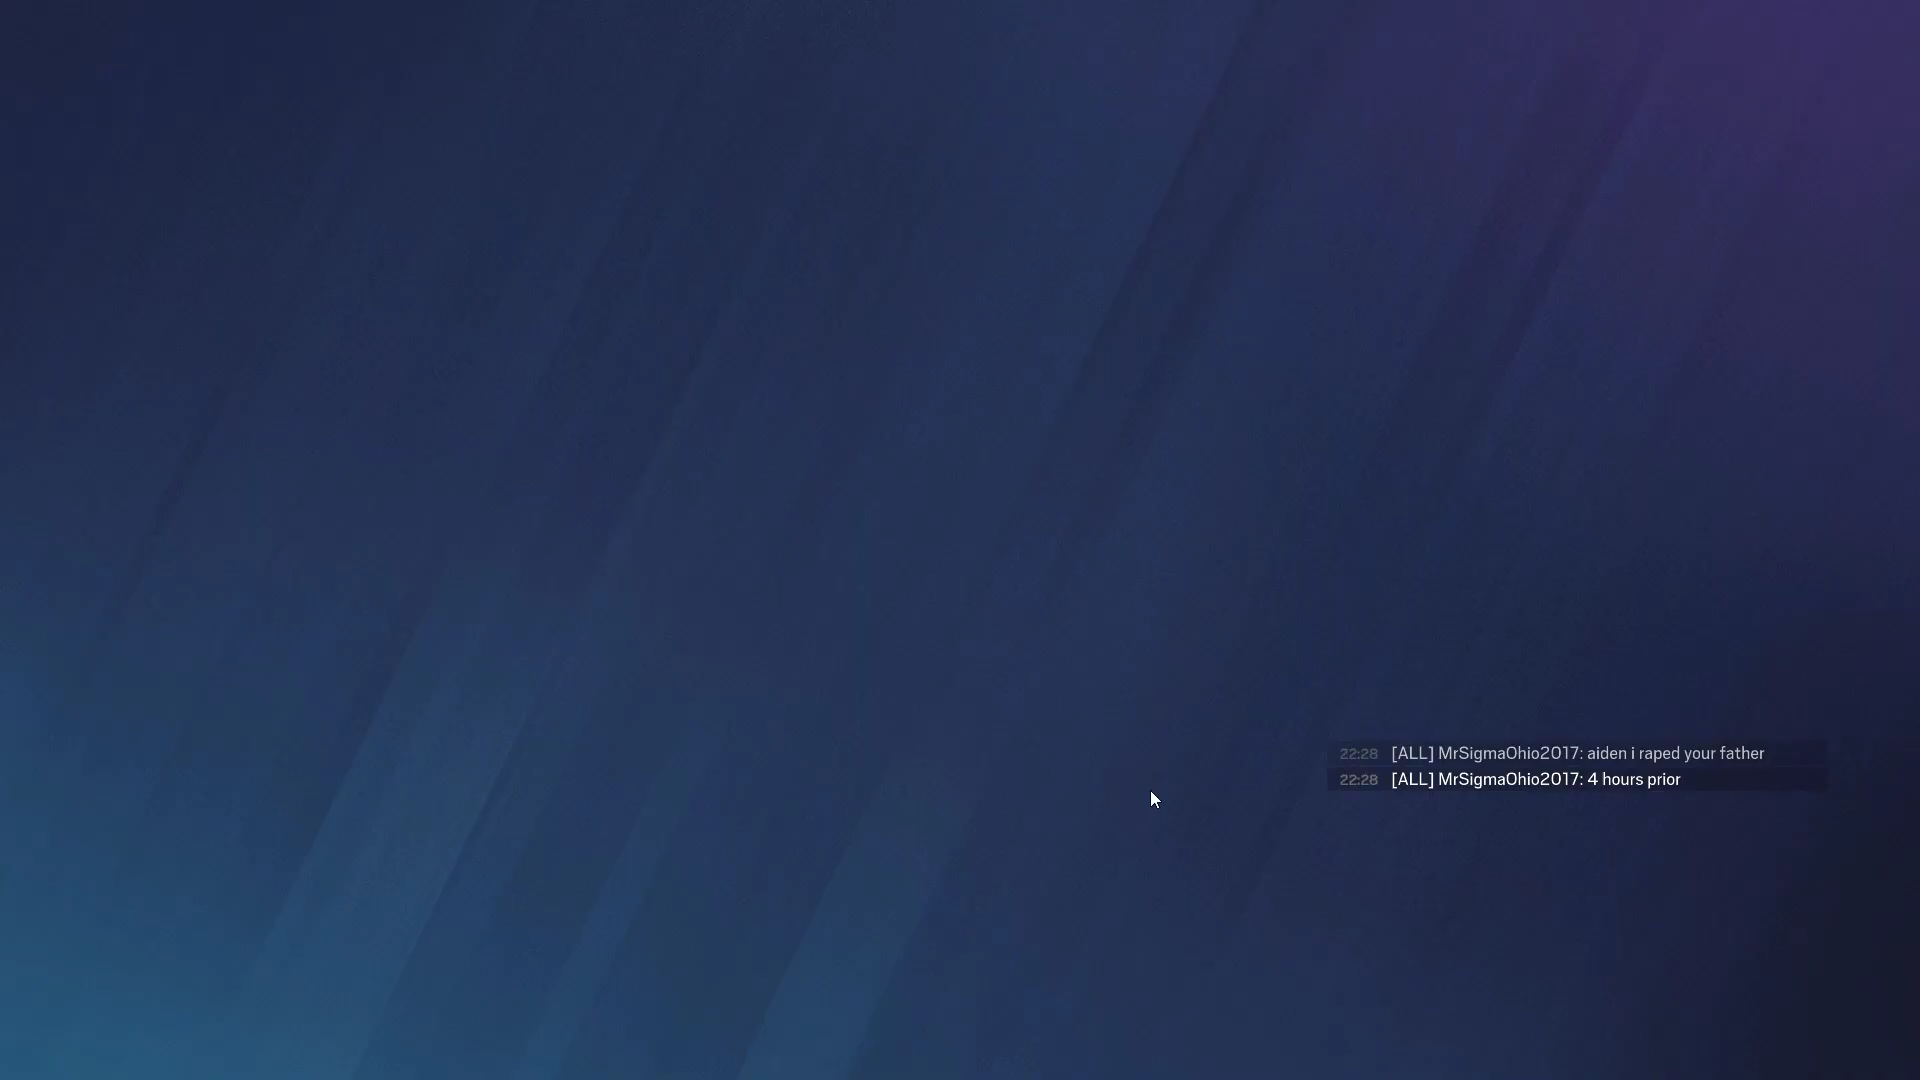 22:28 [ALL] MrSigmaOhio2017: aiden i raped your father
22:28 [ALL] MrSigmaOhio2017: 4 hours prior